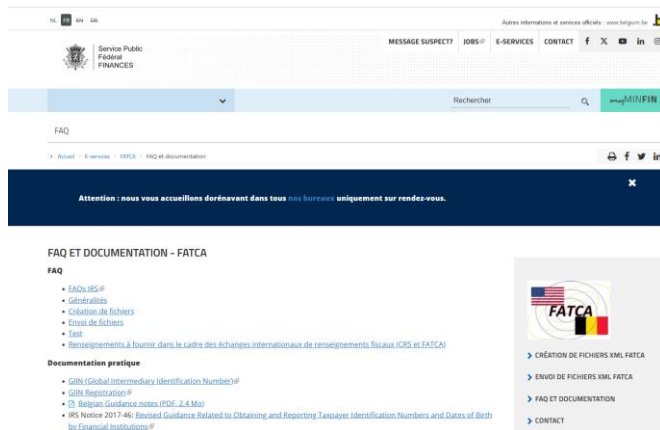 NL FR EN DE
Autres informations et services officiels : www.belgium.be
Service Public
Fédéral
FINANCES
MESSAGE SUSPECT? JOBS E-SERVICES CONTACT
Rechercher
myMINFIN
FAQ
Accueil / E-services / FATCA / FAQ et documentation
Attention : nous vous accueillons dorénavant dans tous nos bureaux uniquement sur rendez-vous.
FAQ ET DOCUMENTATION - FATCA
FAQ
FAQs IRS
Généralités
Création de fichiers
Envoi de fichiers
Test
Renseignements à fournir dans le cadre des échanges internationaux de renseignements fiscaux (CRS et FATCA)
Documentation pratique
GIIN (Global Intermediary Identification Number)
GIIN Registration
Belgian Guidance notes (PDF, 2.4 Mo)
IRS Notice 2017-46: Revised Guidance Related to Obtaining and Reporting Taxpayer Identification Numbers and Dates of Birth
by Financial Institutions
FATCA
CRÉATION DE FICHIERS XML FATCA
ENVOI DE FICHIERS XML FATCA
FAQ ET DOCUMENTATION
CONTACT